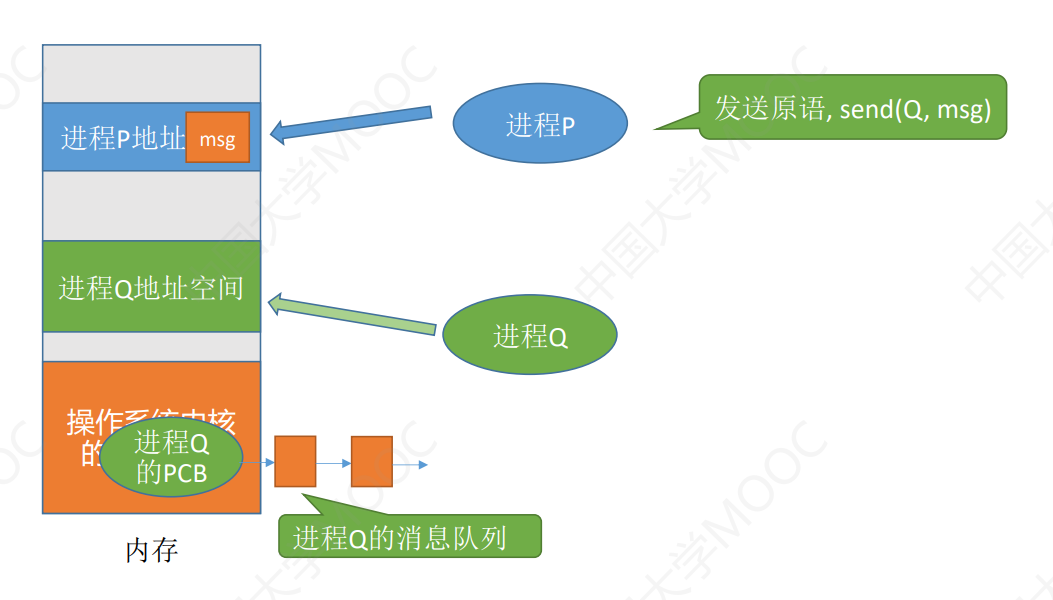 进程P地址
msg
进程P
发送原语, send(Q, msg)
进程Q地址空间
进程Q
操作系统内核
的
进程Q
的PCB
进程Q的消息队列
内存
中国大学MOOC